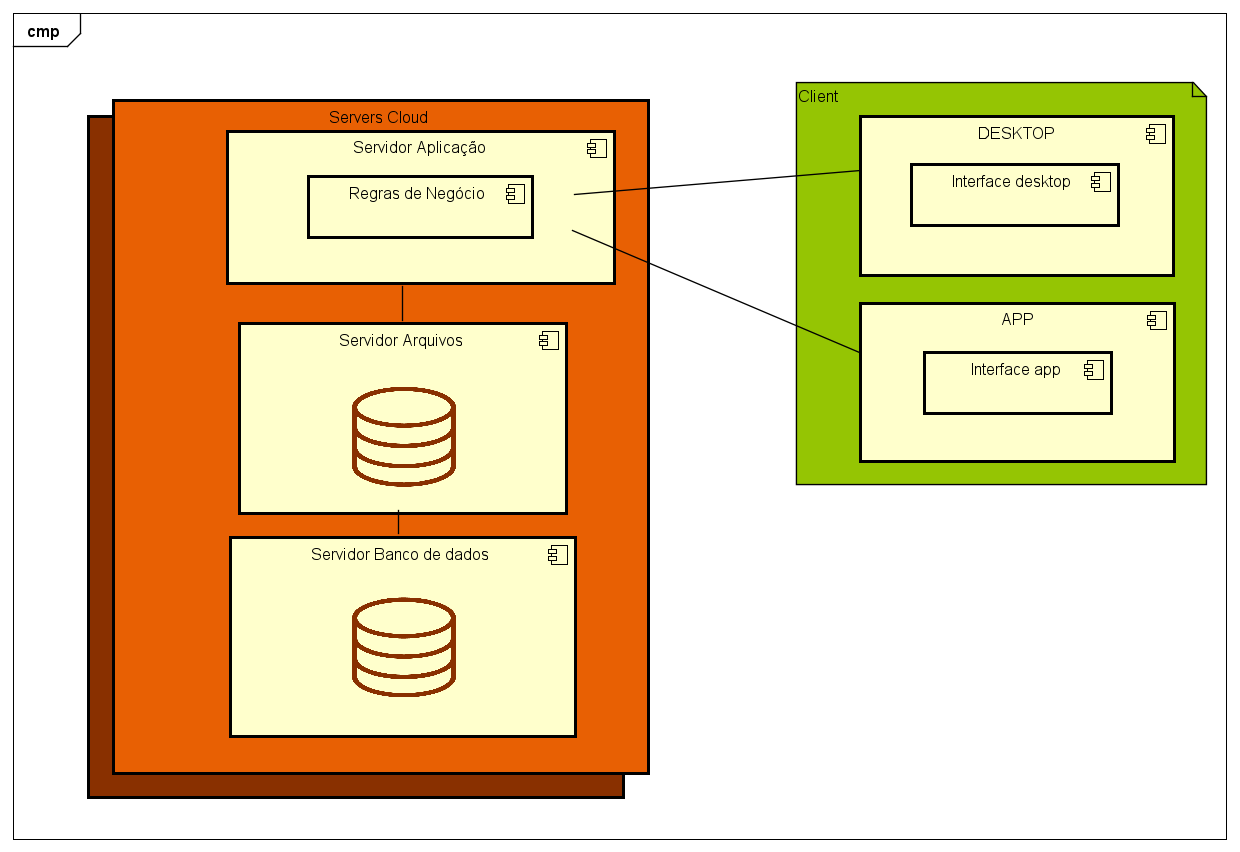 cmp
Servers Cloud
Servidor Aplicação
Regras de Negócio
Servidor Arquivos
Servidor Banco de dados
Client
DESKTOP
Interface desktop
APP
Interface app